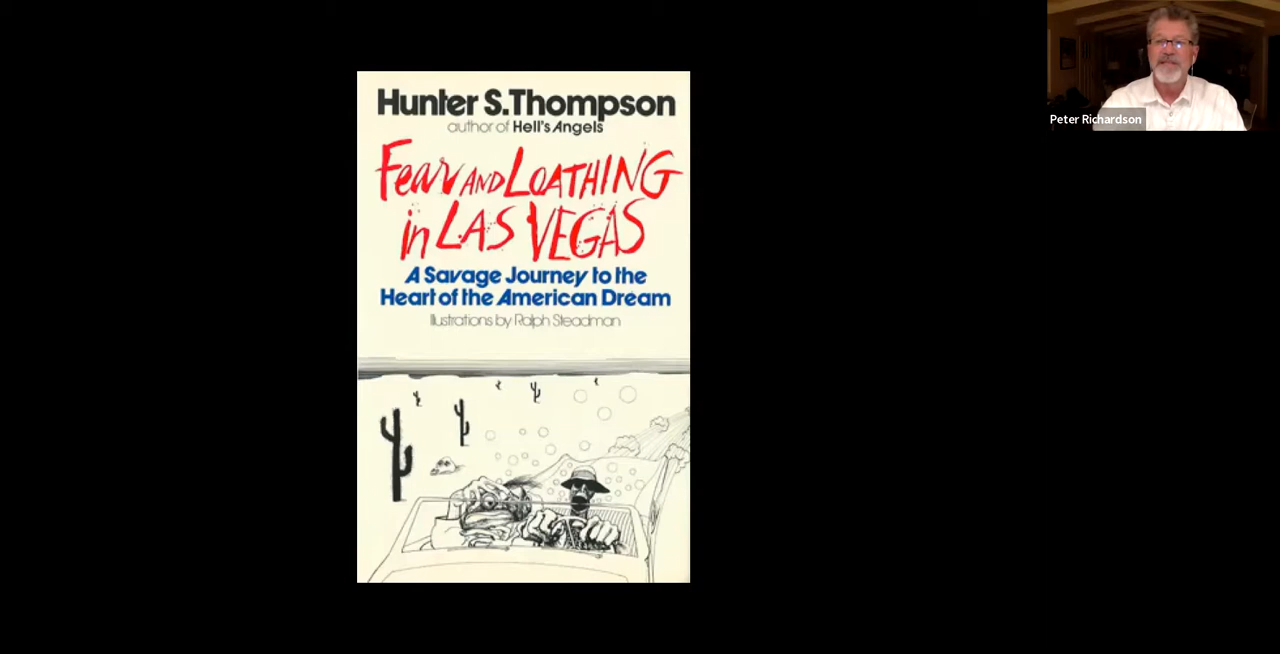 Hunter S. Thompson
author of Hell's Angels
Fear AND LOATHING
in LAS VEGAS
A Savage Journey to the
Heart of the American Dream
Illustrations by Ralph Steadman
Peter Richardson